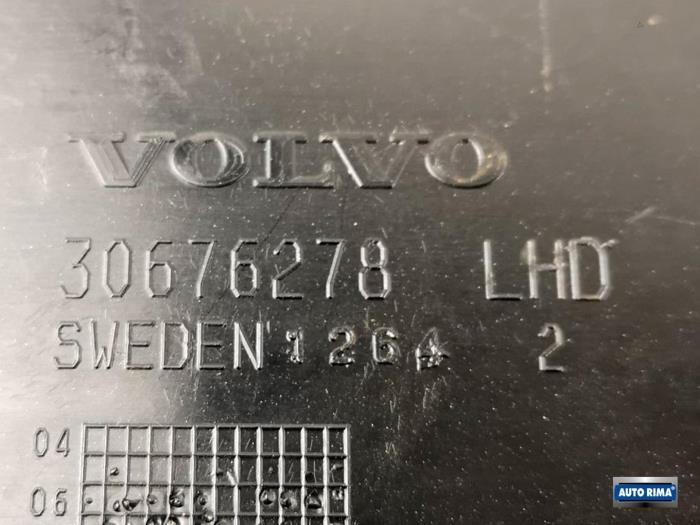 VOLVO
30676278 LHD
SWEDEN 1264 2
04
06
AUTO RIMA